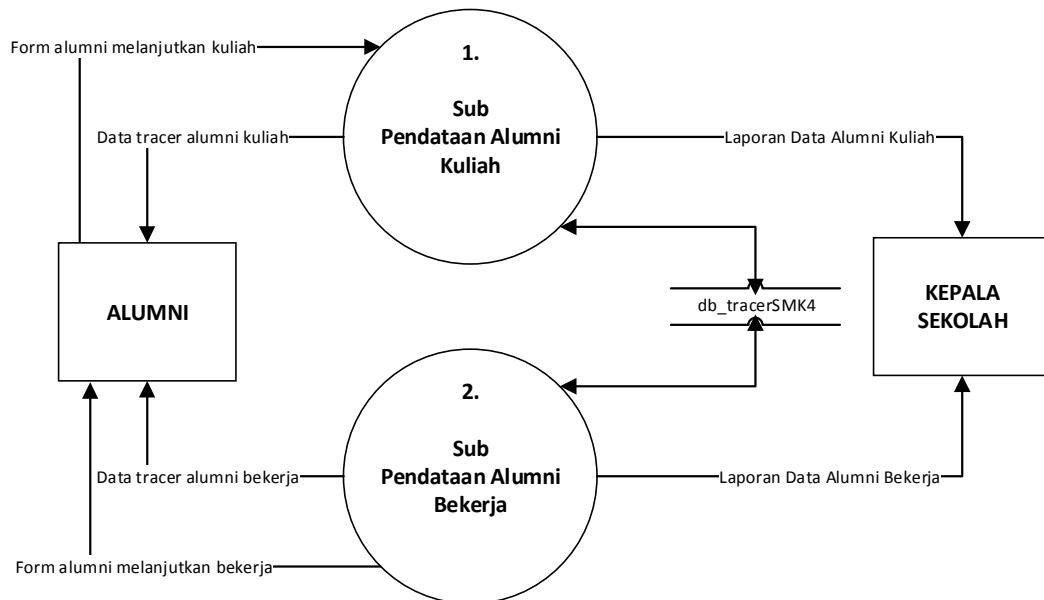 Form alumni melanjutkan kuliah
1.
Sub
Pendataan Alumni
Kuliah
Data tracer alumni kuliah
Laporan Data Alumni Kuliah
ALUMNI
db_tracerSMK4
KEPALA
SEKOLAH
2.
Sub
Pendataan Alumni
Bekerja
Data tracer alumni bekerja
Laporan Data Alumni Bekerja
Form alumni melanjutkan bekerja